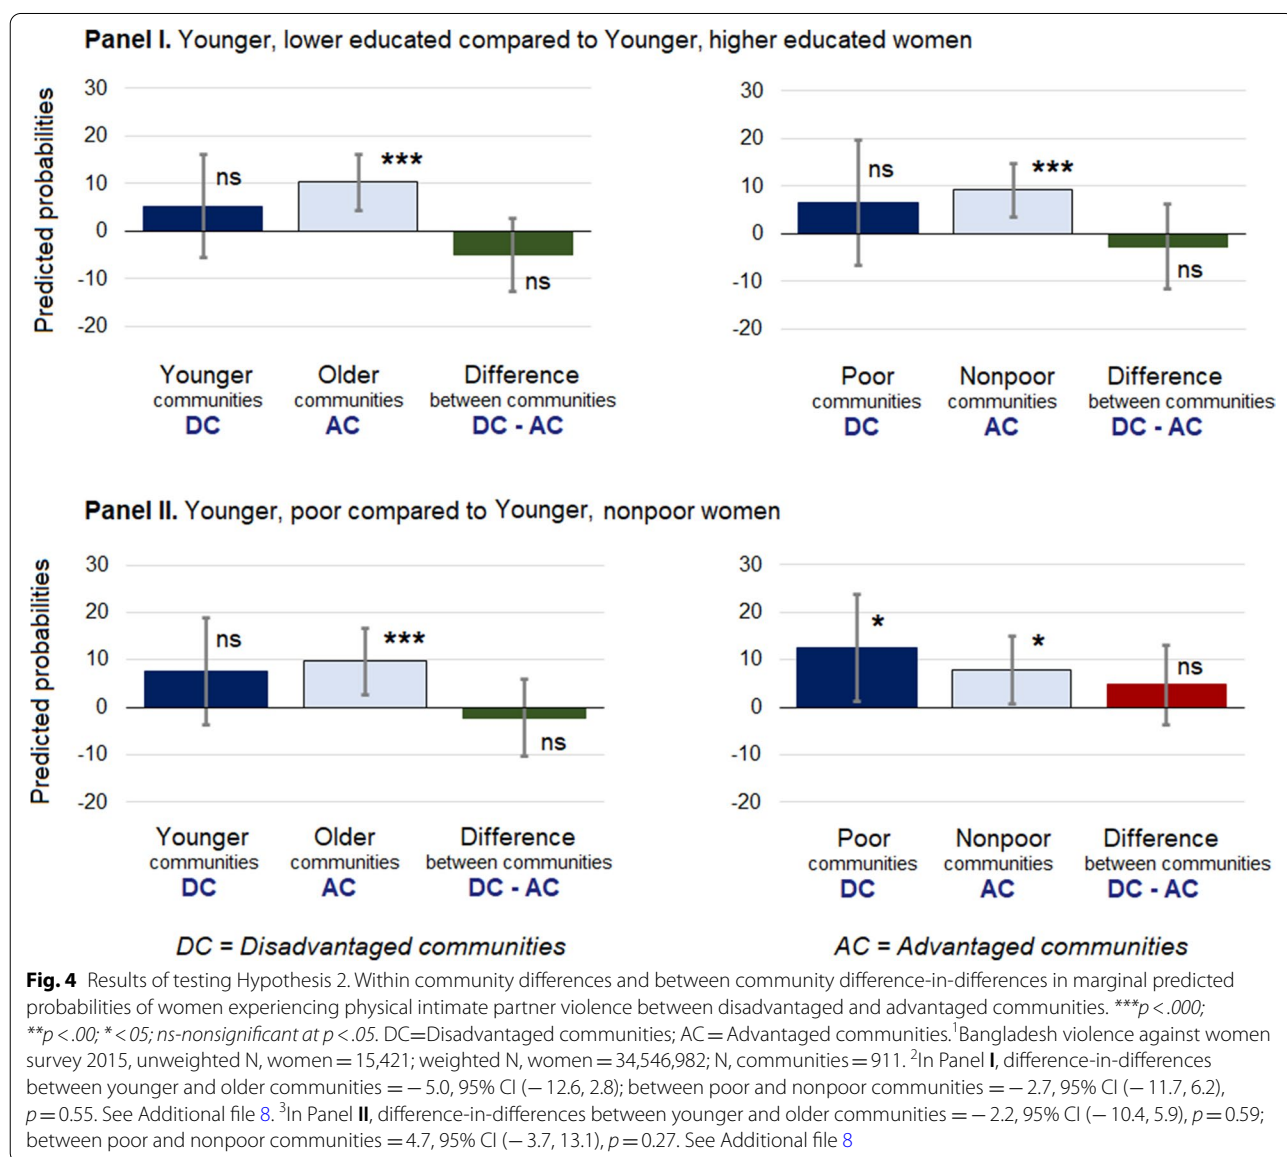 Panel I. Younger, lower educated compared to Younger, higher educated women
Predicted probabilities
30
20
10
0
-10
-20
ns
***
ns
Younger communities DC
Older communities AC
Difference between communities DC - AC
30
20
10
0
-10
-20
ns
***
ns
Poor communities DC
Nonpoor communities AC
Difference between communities DC - AC
Panel II. Younger, poor compared to Younger, nonpoor women
Predicted probabilities
30
20
10
0
-10
-20
ns
***
ns
Younger communities DC
Older communities AC
Difference between communities DC - AC
30
20
10
0
-10
-20
*
*
ns
Poor communities DC
Nonpoor communities AC
Difference between communities DC - AC
DC = Disadvantaged communities
AC = Advantaged communities
Fig. 4 Results of testing Hypothesis 2. Within community differences and between community difference-in-differences in marginal predicted
probabilities of women experiencing physical intimate partner violence between disadvantaged and advantaged communities. ***p < .000;
**p < .00; * < 05; ns-nonsignificant at p < .05. DC=Disadvantaged communities; AC = Advantaged communities. ¹Bangladesh violence against women
survey 2015, unweighted N, women = 15,421; weighted N, women = 34,546,982; N, communities = 911. ²In Panel I, difference-in-differences
between younger and older communities = − 5.0, 95% CI (− 12.6, 2.8); between poor and nonpoor communities = − 2.7, 95% CI (− 11.7, 6.2),
p = 0.55. See Additional file 8. ³In Panel II, difference-in-differences between younger and older communities = − 2.2, 95% CI (− 10.4, 5.9), p = 0.59;
between poor and nonpoor communities = 4.7, 95% CI (− 3.7, 13.1), p = 0.27. See Additional file 8